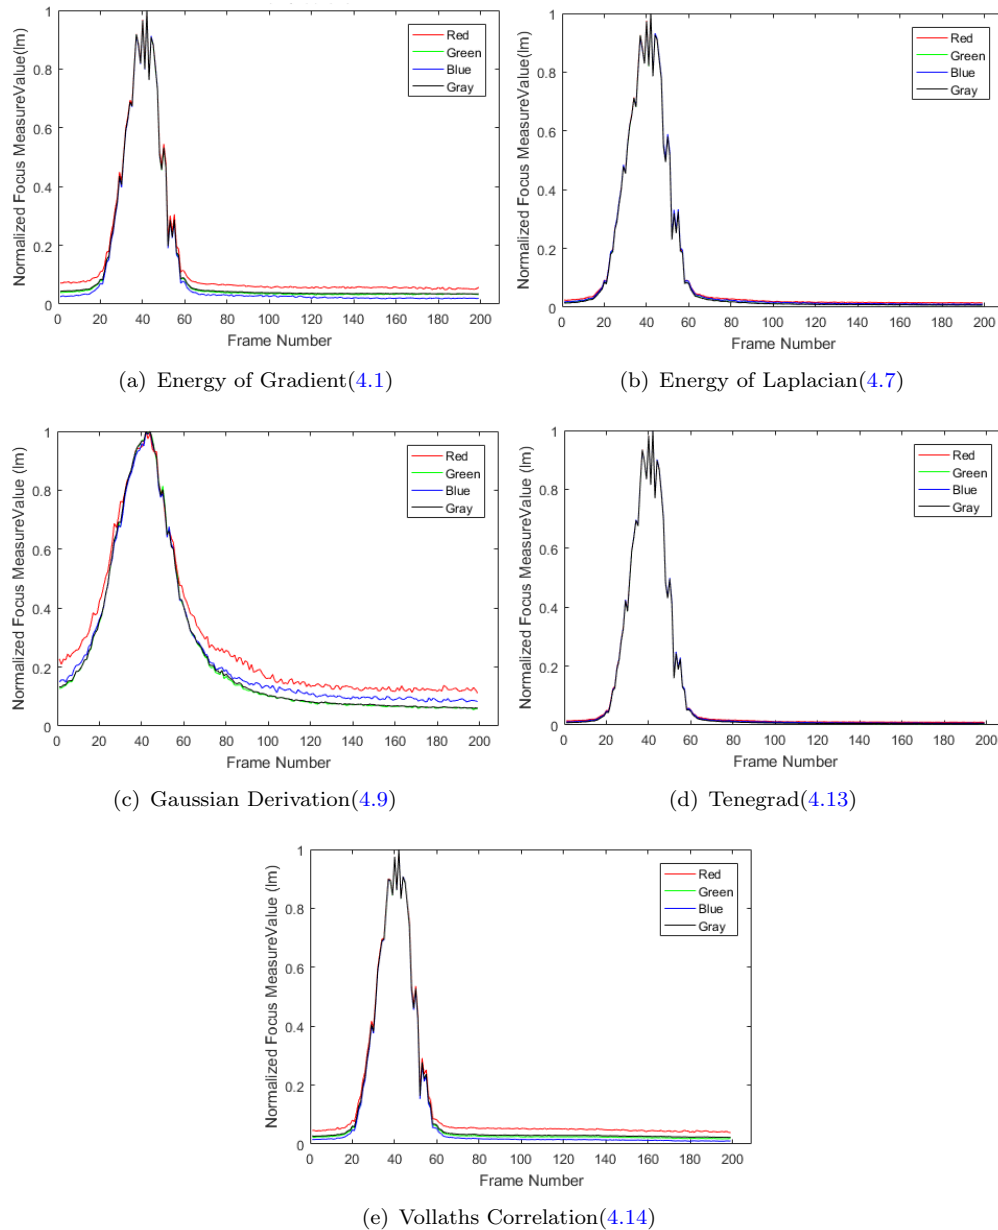 Normalized Focus MeasureValue(lm)
1
0.8
0.6
0.4
0.2
0
0 20 40 60 80 100 120 140 160 180 200
Frame Number
Red
Green
Blue
Gray
(a) Energy of Gradient(4.1)
Normalized Focus MeasureValue(lm)
1
0.8
0.6
0.4
0.2
0
0 20 40 60 80 100 120 140 160 180 200
Frame Number
Red
Green
Blue
Gray
(b) Energy of Laplacian(4.7)
Normalized Focus MeasureValue (lm)
1
0.8
0.6
0.4
0.2
0
0 20 40 60 80 100 120 140 160 180 200
Frame Number
Red
Green
Blue
Gray
(c) Gaussian Derivation(4.9)
Normalized Focus MeasureValue (lm)
1
0.8
0.6
0.4
0.2
0
0 20 40 60 80 100 120 140 160 180 200
Frame Number
Red
Green
Blue
Gray
(d) Tenegrad(4.13)
Normalized Focus MeasureValue (lm)
1
0.8
0.6
0.4
0.2
0
0 20 40 60 80 100 120 140 160 180 200
Frame Number
Red
Green
Blue
Gray
(e) Vollaths Correlation(4.14)